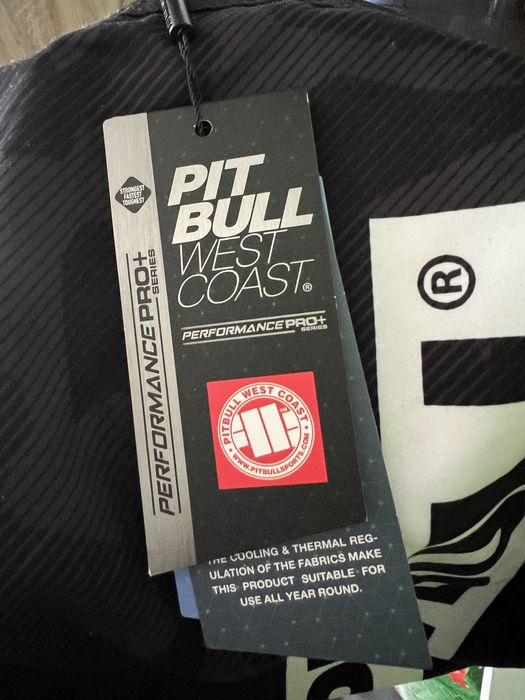 STRONGEST
FASTEST
TOUGHEST
PERFORMANCE PRO+
SERIES
PIT
BULL
WEST
COAST®
PERFORMANCE PRO+
SERIES
PITBULL WEST COAST
TM
• WWW.PITBULLSPORTS.COM •
THE COOLING & THERMAL REG-
ULATION OF THE FABRICS MAKE
THIS PRODUCT SUITABLE FOR
USE ALL YEAR ROUND.
®